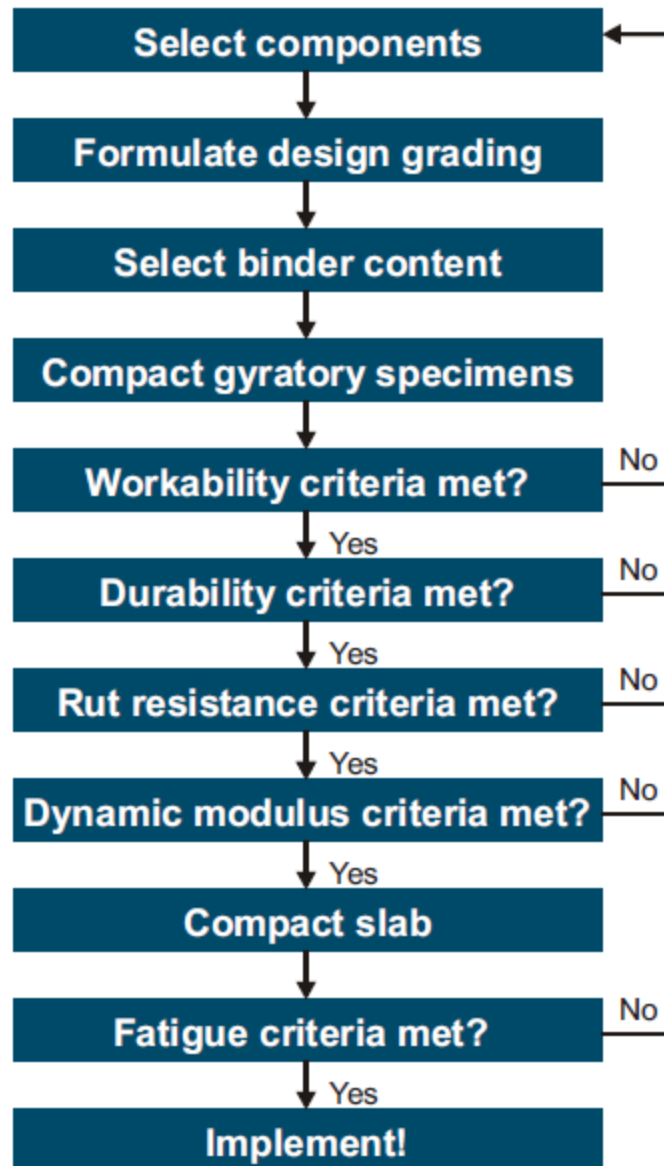 Select components
Formulate design grading
Select binder content
Compact gyratory specimens
Workability criteria met?
No
Yes
Durability criteria met?
No
Yes
Rut resistance criteria met?
No
Yes
Dynamic modulus criteria met?
No
Yes
Compact slab
Fatigue criteria met?
No
Yes
Implement!